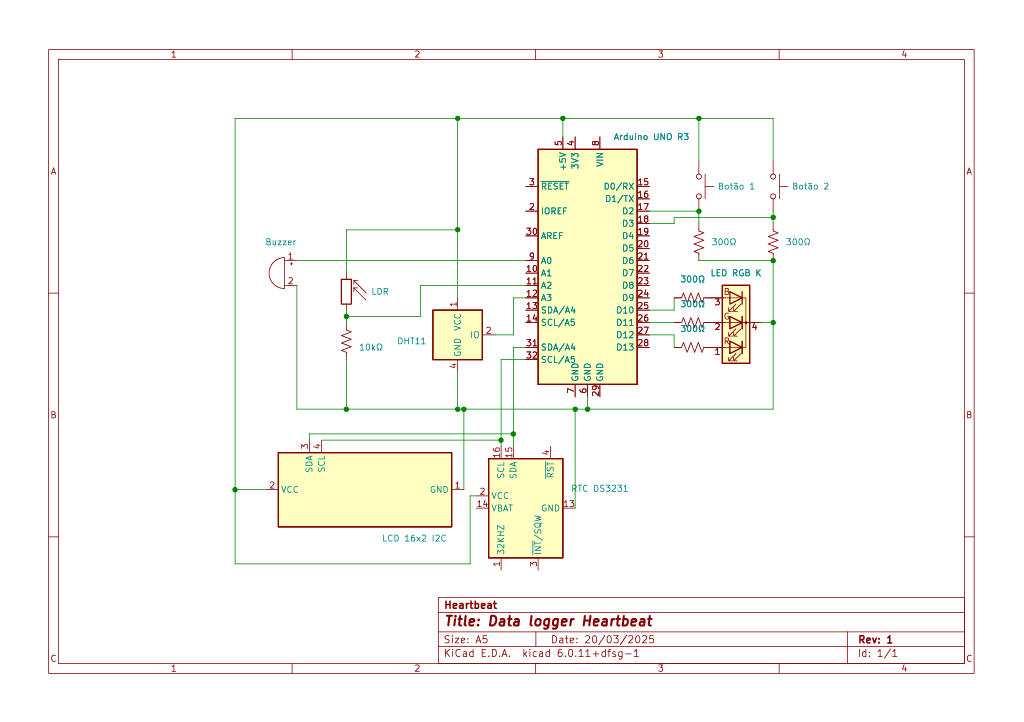 1 2 3 4
A A
B B
C C
Arduino UNO R3
5 4 8
+5V 3V3 VIN
3 RESET D0/RX 15
D1/TX 16
2 IOREF D2 17
D3 18
30 AREF D4 19
D5 20
9 A0 D6 21
10 A1 D7 22
11 A2 D8 23
12 A3 D9 24
13 SDA/A4 D10 25
14 SCL/A5 D11 26
D12 27
31 SDA/A4 D13 28
32 SCL/A5
GND GND GND
7 6 29
Botão 1 Botão 2
300Ω 300Ω
LED RGB K
300Ω
300Ω
300Ω
B 3
G 2 4
R 1
Buzzer
1
+
2
LDR
10kΩ
DHT11
1
VCC
IO 2
GND
4
3 4
SDA SCL
2 VCC GND 1
LCD 16x2 I2C
16 15 4
SCL SDA RST
2 VCC
14 VBAT GND 13
RTC DS3231
32KHZ INT/SQW
1 3
Heartbeat
Title: Data logger Heartbeat
Size: A5 Date: 20/03/2025 Rev: 1
KiCad E.D.A. kicad 6.0.11+dfsg-1 Id: 1/1
1 2 3 4